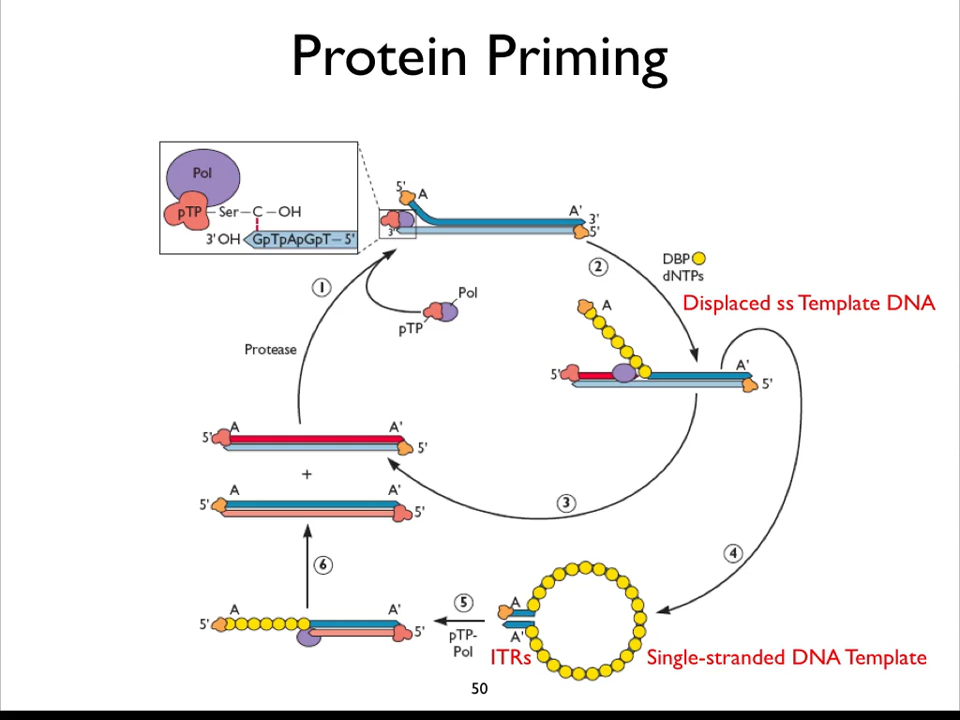 Protein Priming
Pol
pTP
Ser—C—OH
3'OH GpTpApGpT—5'
5' A
A' 3'
3' 5'
①
②
DBP
dNTPs
Displaced ss Template DNA
Pol
pTP
A
Protease
A'
5' 5'
A A'
5' 5'
+
A A'
5' 5'
③
④
⑥
⑤
A A'
5' 5'
pTP-
Pol
A
A'
ITRs
Single-stranded DNA Template
50